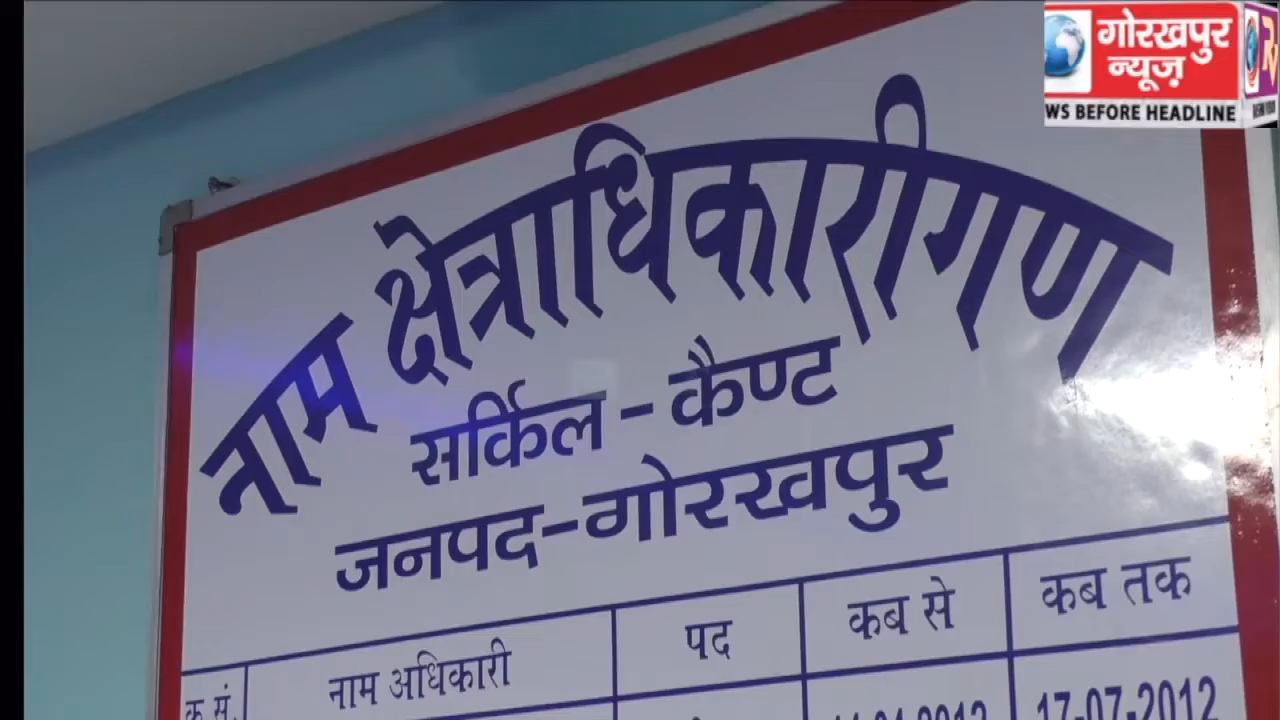 गोरखपुर
न्यूज़
WS BEFORE HEADLINE
नाम क्षेत्राधिकारीगण
सर्किल - कैण्ट
जनपद-गोरखपुर
क्र.सं. नाम अधिकारी पद कब से कब तक
17-07-2012